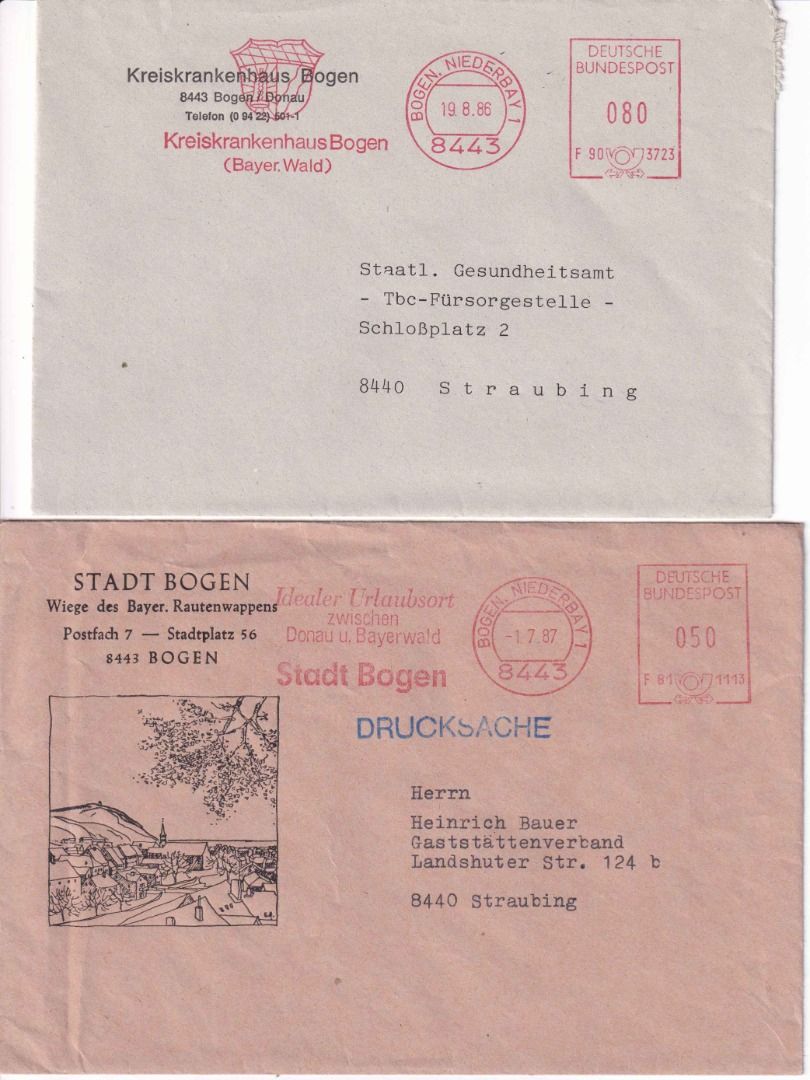 Kreiskrankenhaus Bogen
8443 Bogen / Donau
Telefon (0 94 22) 501-1
Kreiskrankenhaus Bogen
(Bayer. Wald)
BOGEN, NIEDERBAY 1
19.8.86
8443
DEUTSCHE
BUNDESPOST
080
F 90 3723
Staatl. Gesundheitsamt
- Tbc-Fürsorgestelle -
Schloßplatz 2
8440 Straubing
STADT BOGEN
Wiege des Bayer. Rautenwappens
Postfach 7 — Stadtplatz 56
8443 BOGEN
Idealer Urlaubsort
zwischen
Donau u. Bayerwald
Stadt Bogen
BOGEN, NIEDERBAY 1
-1.7.87
8443
DEUTSCHE
BUNDESPOST
050
F 81 1113
DRUCKSACHE
Herrn
Heinrich Bauer
Gaststättenverband
Landshuter Str. 124 b
8440 Straubing